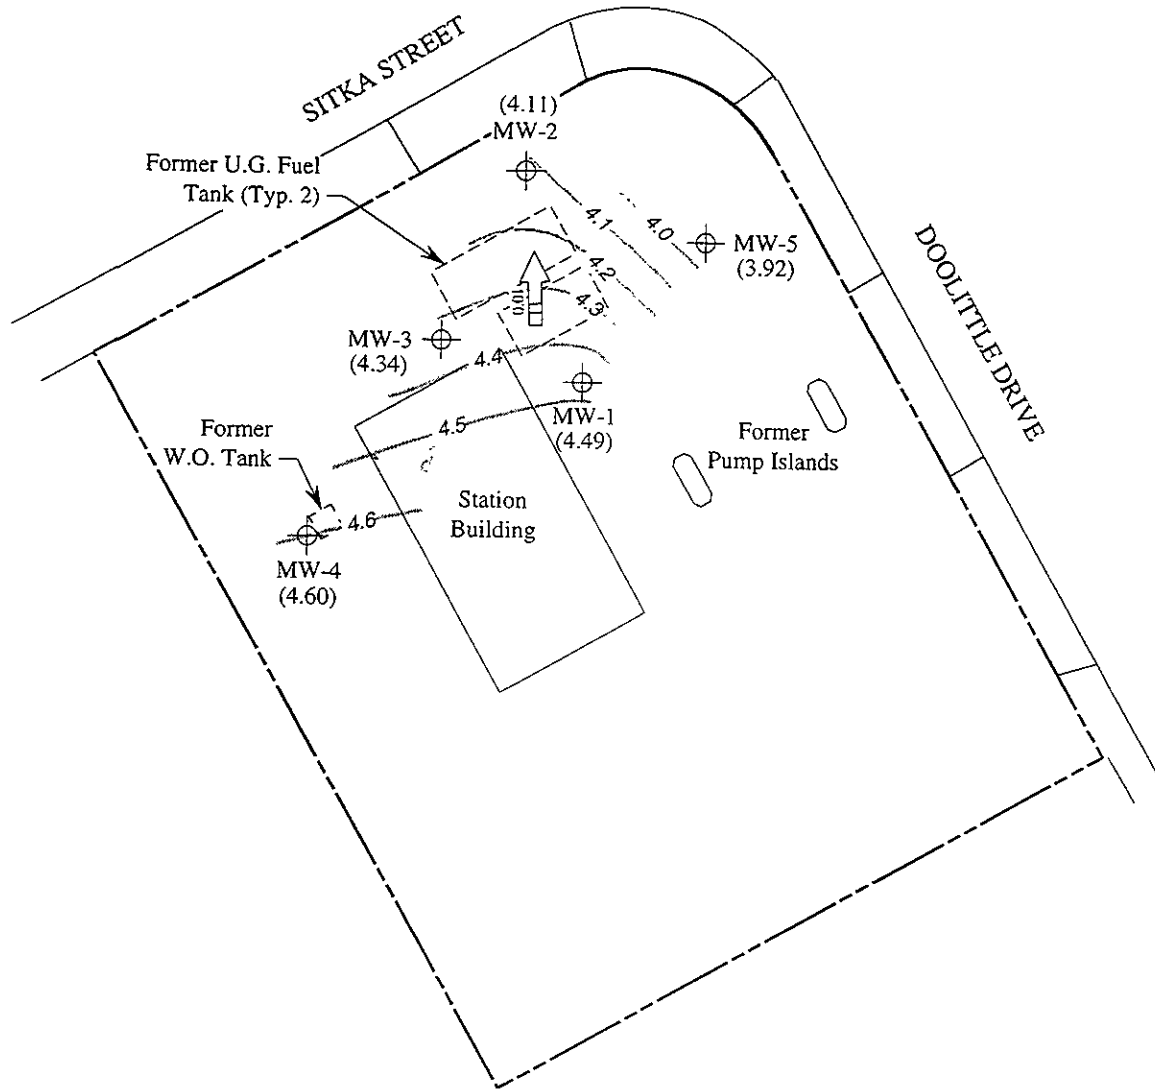 SITKA STREET
(4.11)
MW-2
Former U.G. Fuel
Tank (Typ. 2)
4.1
4.0
MW-5
(3.92)
4.2
4.3
MW-3
(4.34)
4.4
MW-1
(4.49)
4.5
Former
W.O. Tank
Former
Pump Islands
Station
Building
4.6
MW-4
(4.60)
DOOLITTLE DRIVE